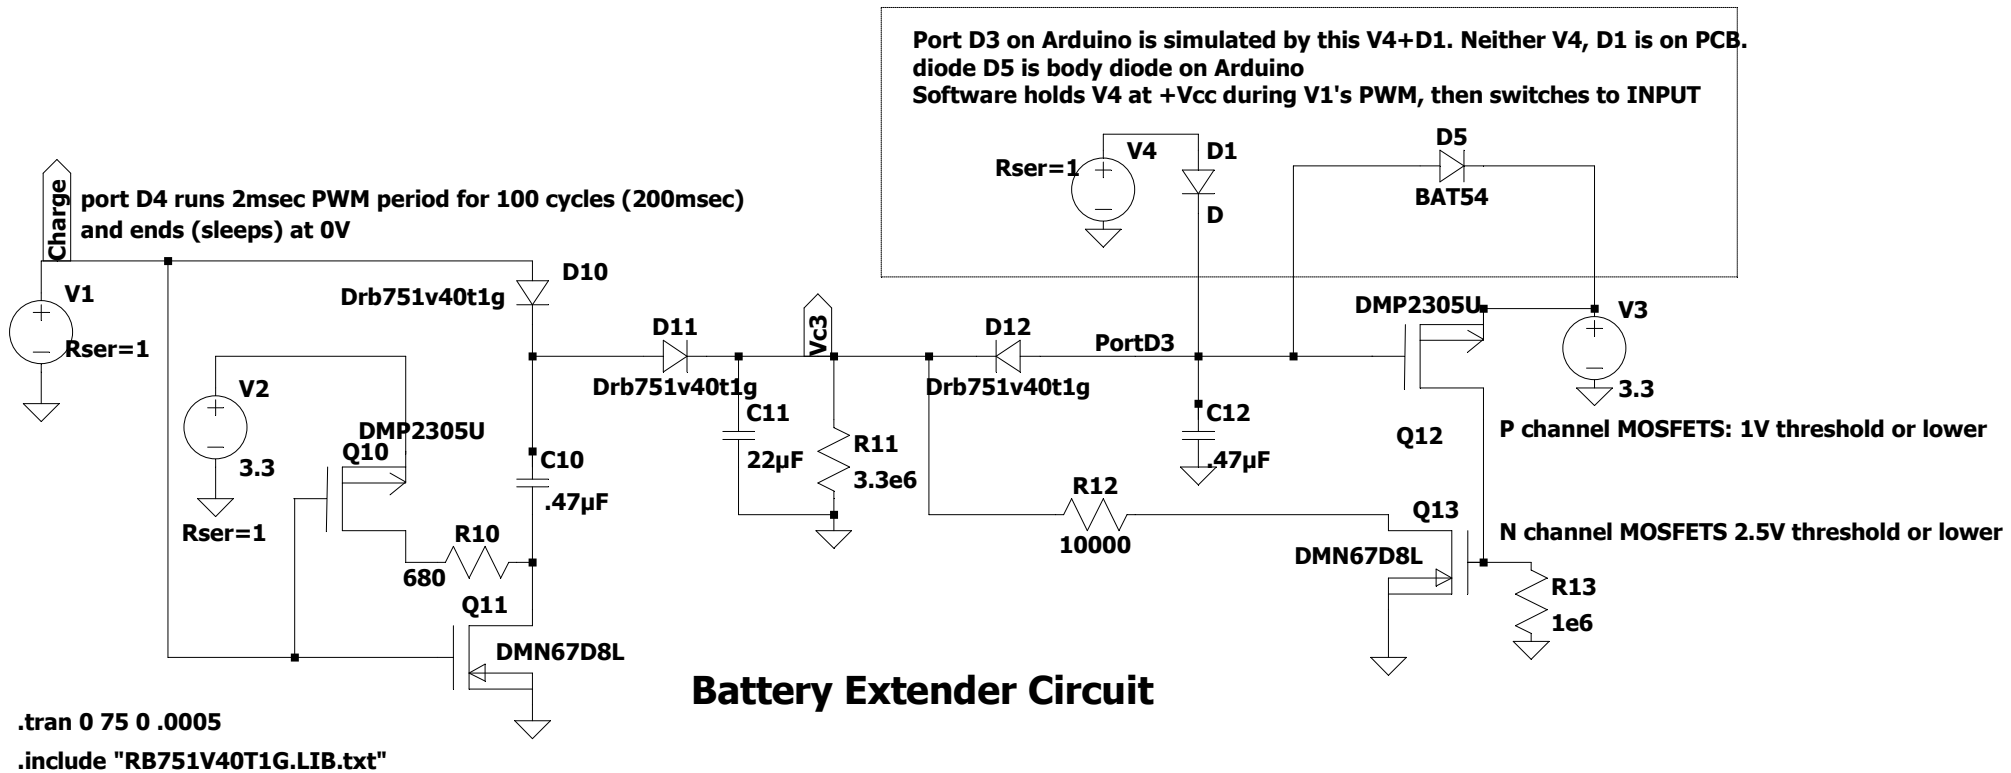 Port D3 on Arduino is simulated by this V4+D1. Neither V4, D1 is on PCB.
diode D5 is body diode on Arduino
Software holds V4 at +Vcc during V1's PWM, then switches to INPUT
V4
Rser=1
D1
D
D5
BAT54
Charge
port D4 runs 2msec PWM period for 100 cycles (200msec)
and ends (sleeps) at 0V
V1
Rser=1
D10
Drb751v40t1g
D11
Drb751v40t1g
Vc3
D12
Drb751v40t1g
PortD3
DMP2305U
V3
3.3
V2
3.3
Rser=1
DMP2305U
Q10
C10
.47µF
C11
22µF
R11
3.3e6
C12
.47µF
Q12
P channel MOSFETS: 1V threshold or lower
R10
680
R12
10000
Q13
DMN67D8L
N channel MOSFETS 2.5V threshold or lower
R13
1e6
Q11
DMN67D8L
Battery Extender Circuit
.tran 0 75 0 .0005
.include "RB751V40T1G.LIB.txt"